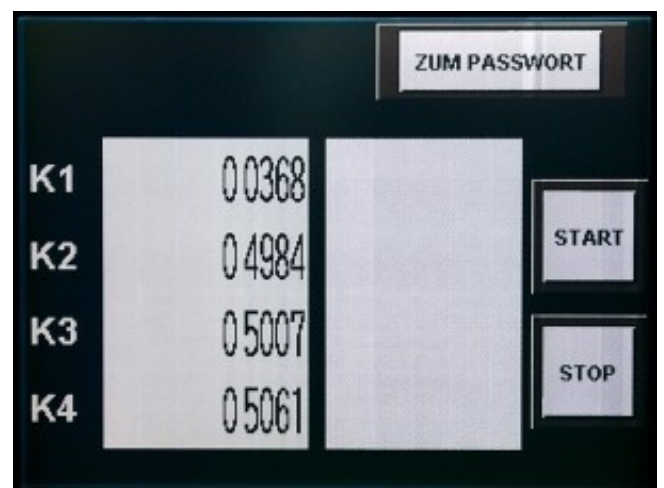 ZUM PASSWORT
K1 00368
K2 04984
START
K3 05007
K4 05061
STOP